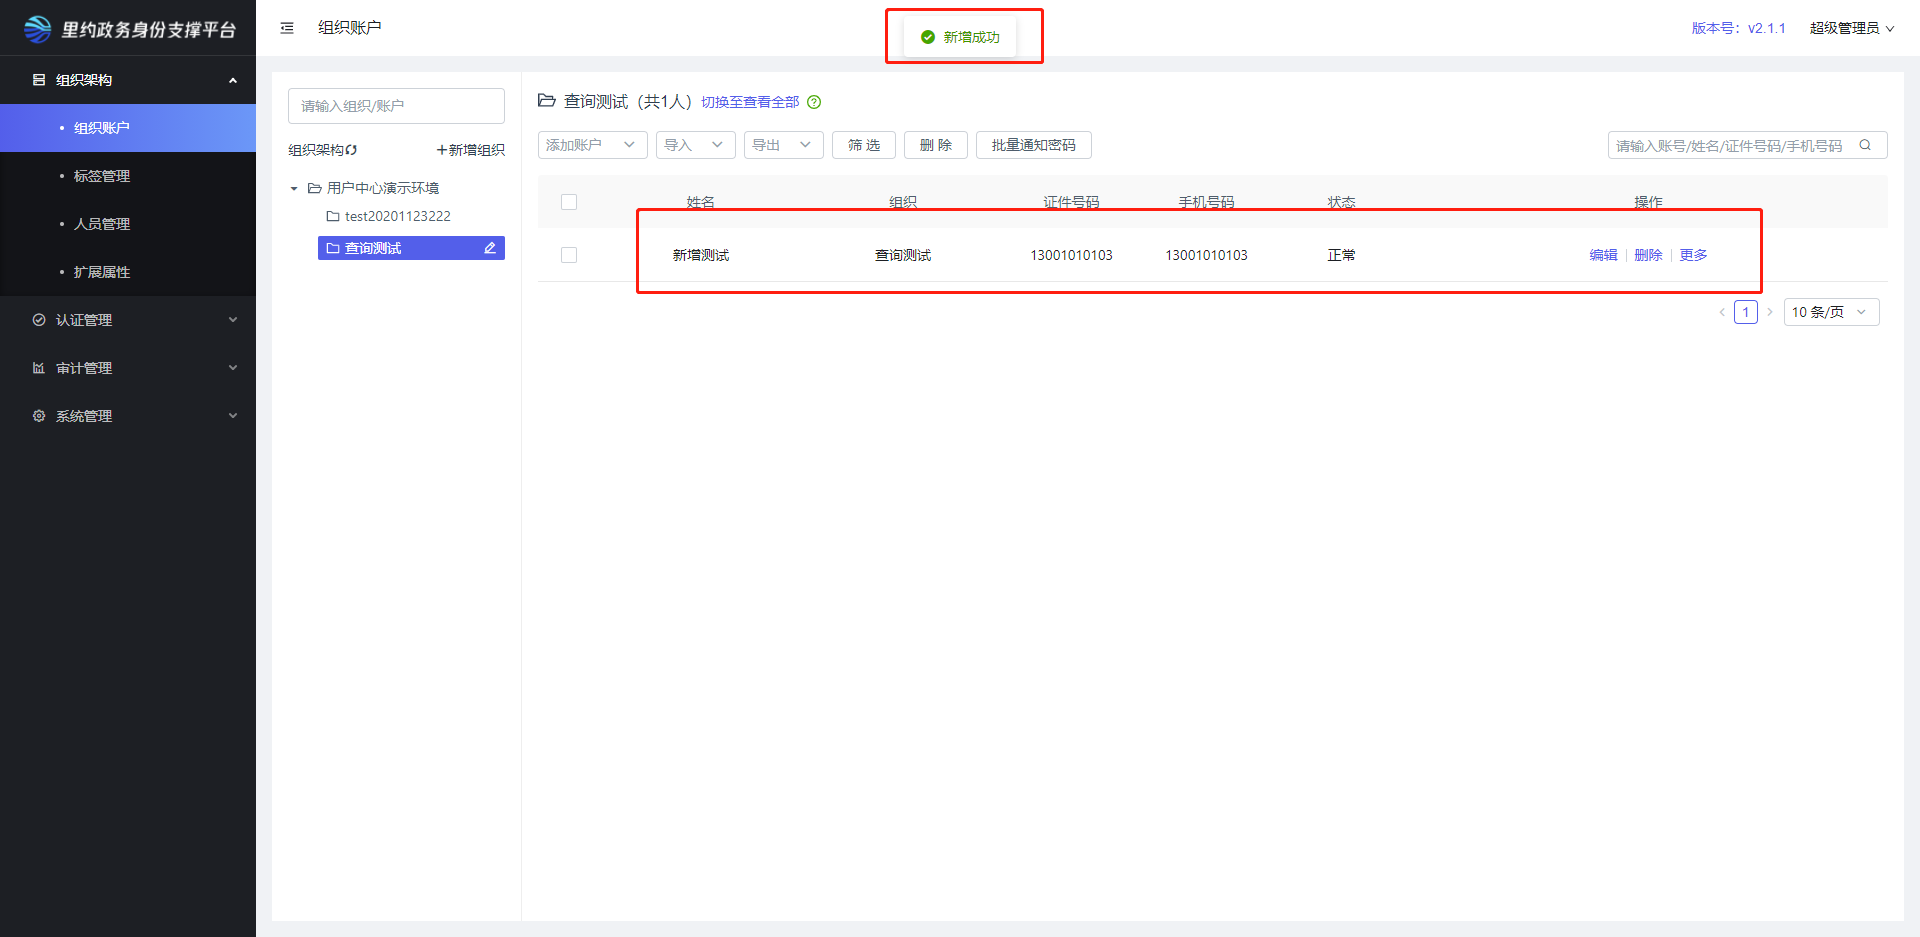 里约政务身份支撑平台
组织账户
新增成功
版本号：v2.1.1
超级管理员
组织架构
组织账户
标签管理
人员管理
扩展属性
认证管理
审计管理
系统管理
请输入组织/账户
组织架构
新增组织
用户中心演示环境
test20201123222
查询测试
查询测试（共1人） 切换至查看全部
添加账户 导入 导出 筛 选 删 除 批量通知密码
请输入账号/姓名/证件号码/手机号码
姓名 组织 证件号码 手机号码 状态 操作
新增测试 查询测试 13001010103 13001010103 正常 编辑 删除 更多
1 10 条/页